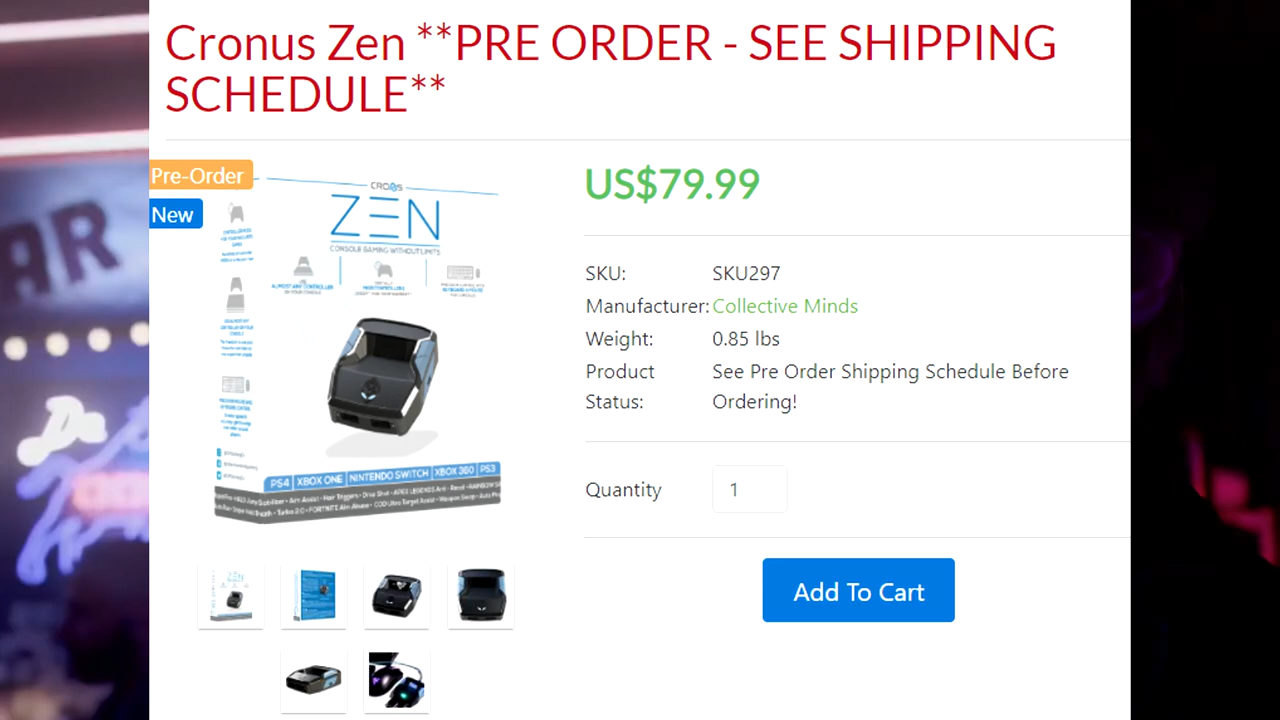 Cronus Zen **PRE ORDER - SEE SHIPPING
SCHEDULE**
Pre-Order
New
CRONUS
ZEN
CONSOLE GAMING WITHOUT LIMITS
PS4 XBOX ONE NINTENDO SWITCH XBOX 360 PS3
US$79.99
SKU: SKU297
Manufacturer: Collective Minds
Weight: 0.85 lbs
Product See Pre Order Shipping Schedule Before
Status: Ordering!
Quantity 1
Add To Cart
AR